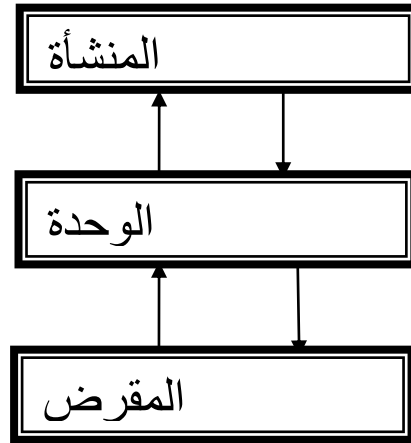 المنشأة
الوحدة
المقرض